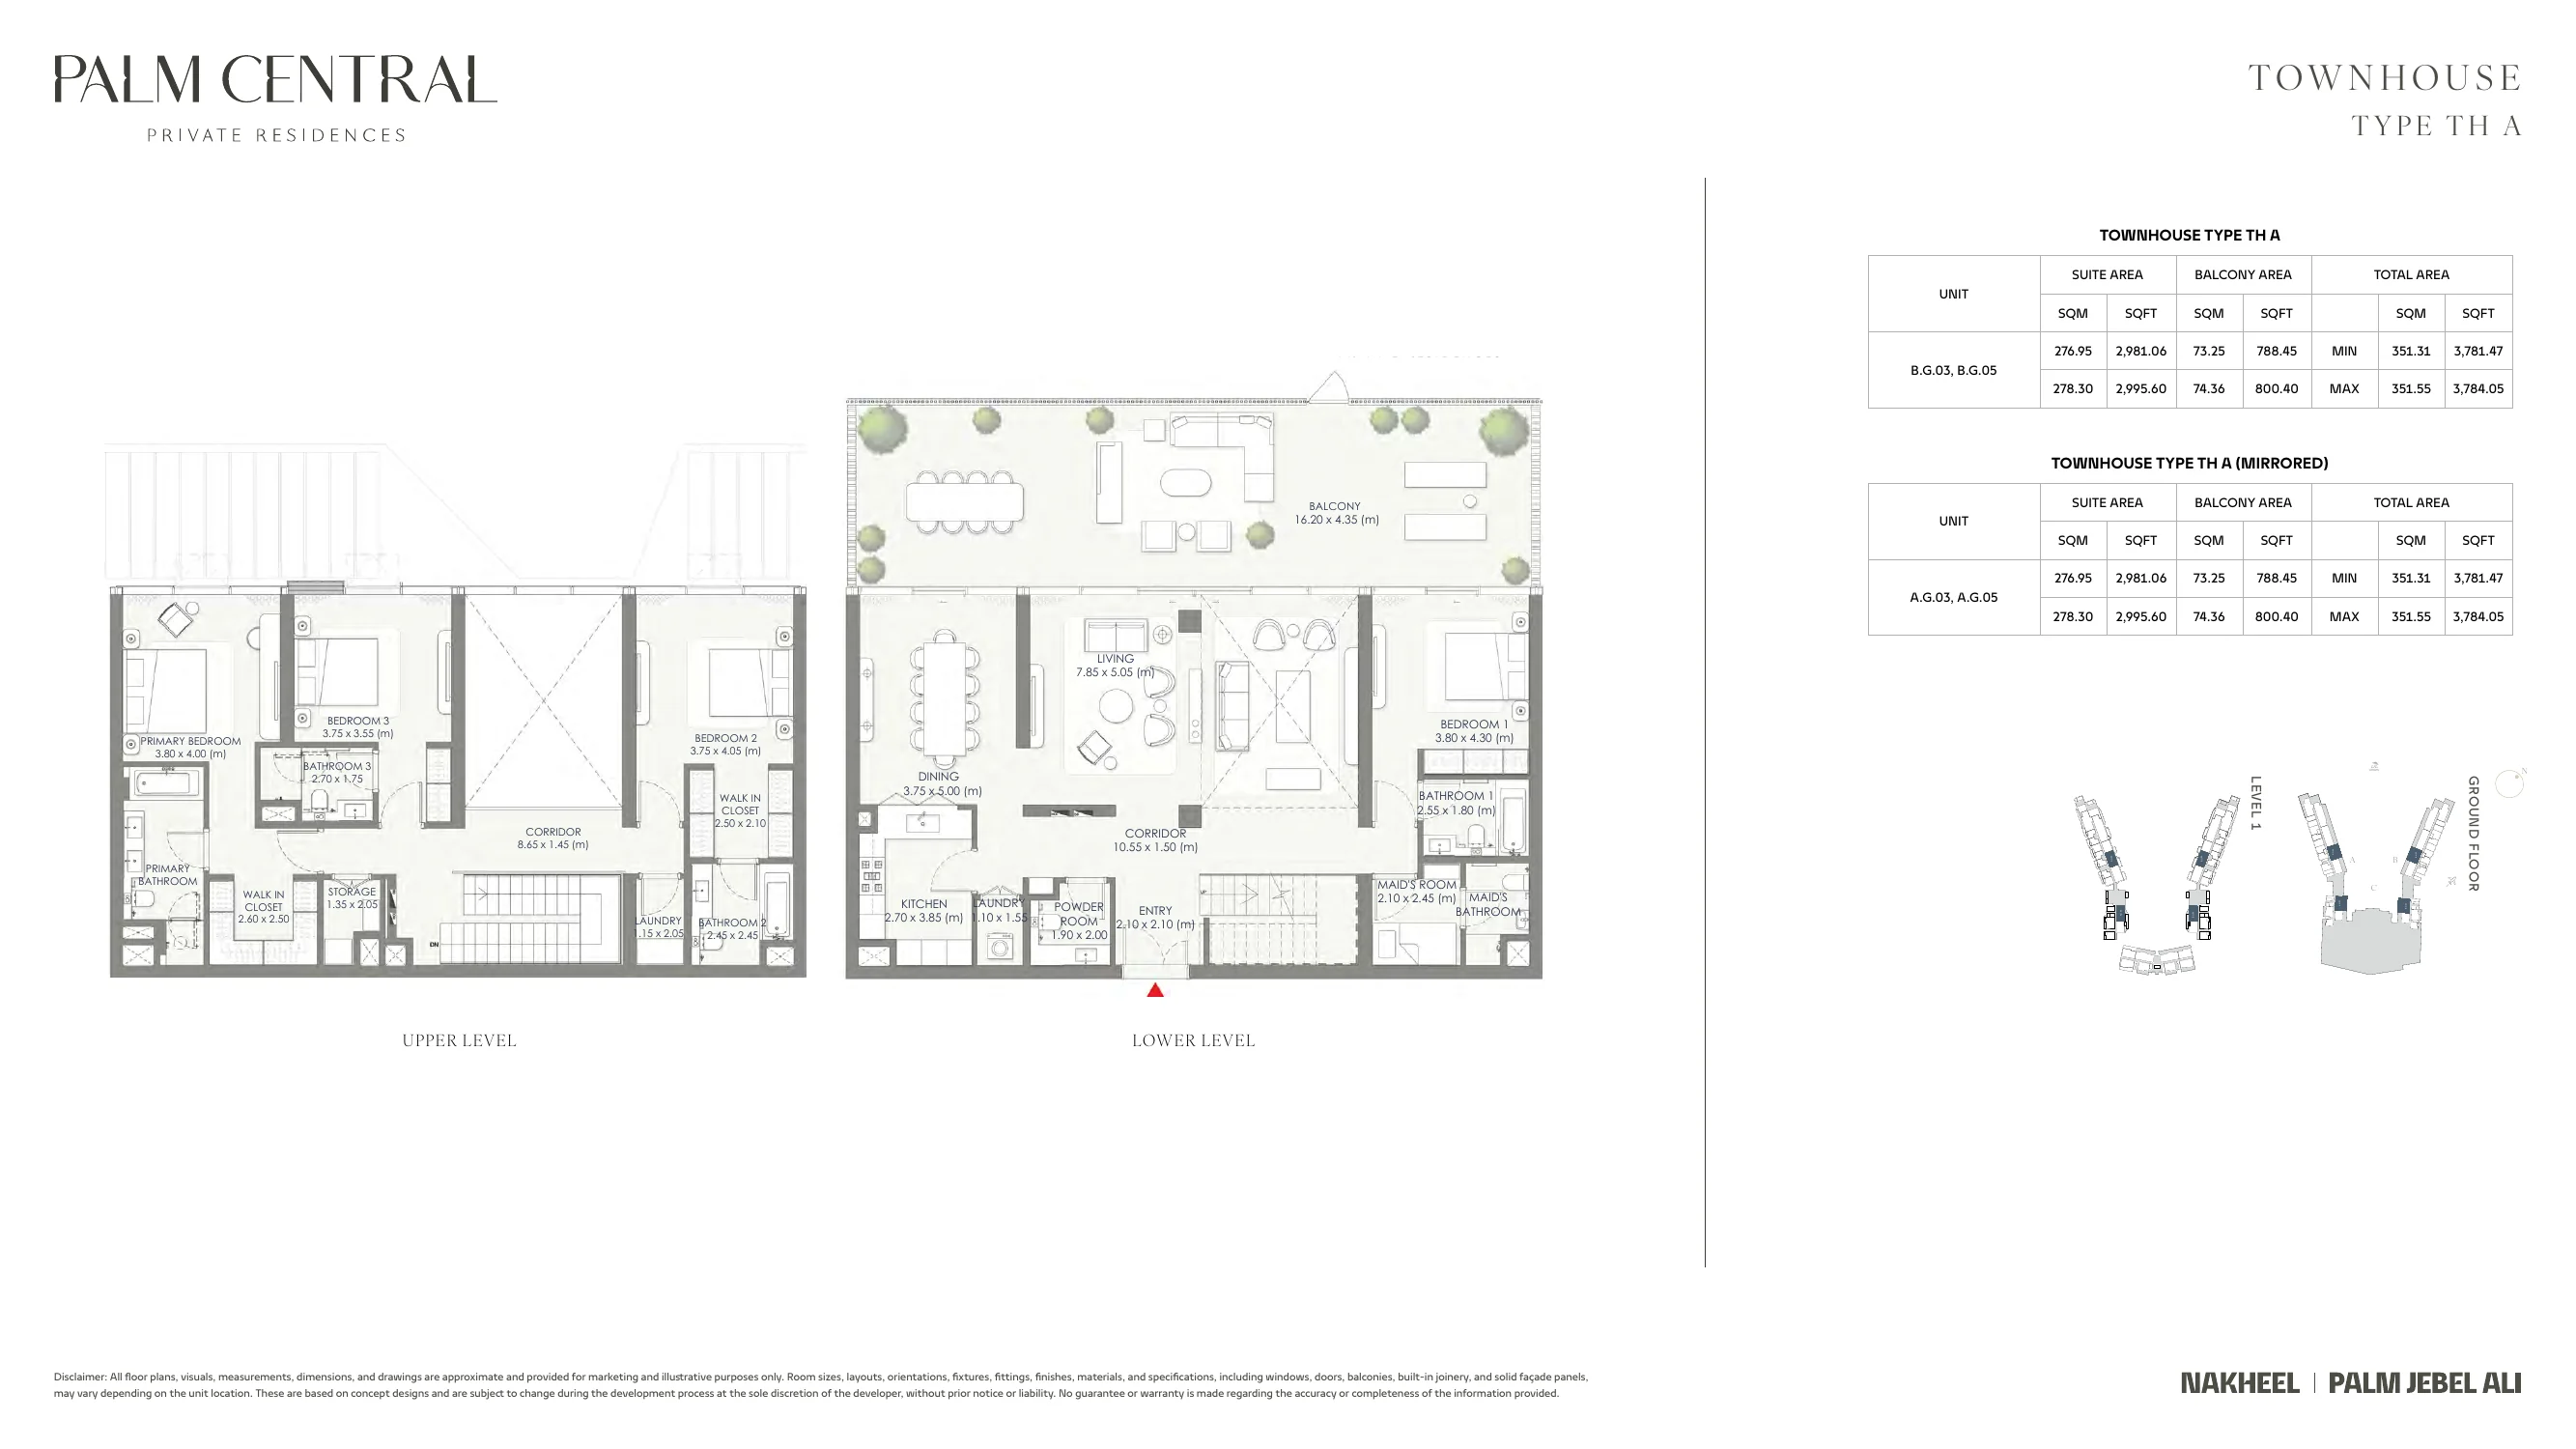 PALM CENTRAL
PRIVATE RESIDENCES
TOWNHOUSE
TYPE TH A
PRIMARY BEDROOM
3.80 x 4.00 (m)
BEDROOM 3
3.75 x 3.55 (m)
BATHROOM 3
2.70 x 1.75
BEDROOM 2
3.75 x 4.05 (m)
WALK IN
CLOSET
2.50 x 2.10
CORRIDOR
8.65 x 1.45 (m)
PRIMARY
BATHROOM
WALK IN
CLOSET
2.60 x 2.50
STORAGE
1.35 x 2.05
DN
LAUNDRY
1.15 x 2.05
BATHROOM 2
2.45 x 2.45
UPPER LEVEL
BALCONY
16.20 x 4.35 (m)
LIVING
7.85 x 5.05 (m)
DINING
3.75 x 5.00 (m)
BEDROOM 1
3.80 x 4.30 (m)
BATHROOM 1
2.55 x 1.80 (m)
CORRIDOR
10.55 x 1.50 (m)
KITCHEN
2.70 x 3.85 (m)
LAUNDRY
1.10 x 1.55
POWDER
ROOM
1.90 x 2.00
ENTRY
2.10 x 2.10 (m)
MAID'S ROOM
2.10 x 2.45 (m)
MAID'S
BATHROOM
LOWER LEVEL
TOWNHOUSE TYPE TH A
UNIT SUITE AREA BALCONY AREA TOTAL AREA
SQM SQFT SQM SQFT SQM SQFT
B.G.03, B.G.05
276.95 2,981.06 73.25 788.45 MIN 351.31 3,781.47
278.30 2,995.60 74.36 800.40 MAX 351.55 3,784.05
TOWNHOUSE TYPE TH A (MIRRORED)
UNIT SUITE AREA BALCONY AREA TOTAL AREA
SQM SQFT SQM SQFT SQM SQFT
A.G.03, A.G.05
276.95 2,981.06 73.25 788.45 MIN 351.31 3,781.47
278.30 2,995.60 74.36 800.40 MAX 351.55 3,784.05
LEVEL 1
GROUND FLOOR
N
A
B
C
Disclaimer: All floor plans, visuals, measurements, dimensions, and drawings are approximate and provided for marketing and illustrative purposes only. Room sizes, layouts, orientations, fixtures, fittings, finishes, materials, and specifications, including windows, doors, balconies, built-in joinery, and solid façade panels,
may vary depending on the unit location. These are based on concept designs and are subject to change during the development process at the sole discretion of the developer, without prior notice or liability. No guarantee or warranty is made regarding the accuracy or completeness of the information provided.
NAKHEEL | PALM JEBEL ALI